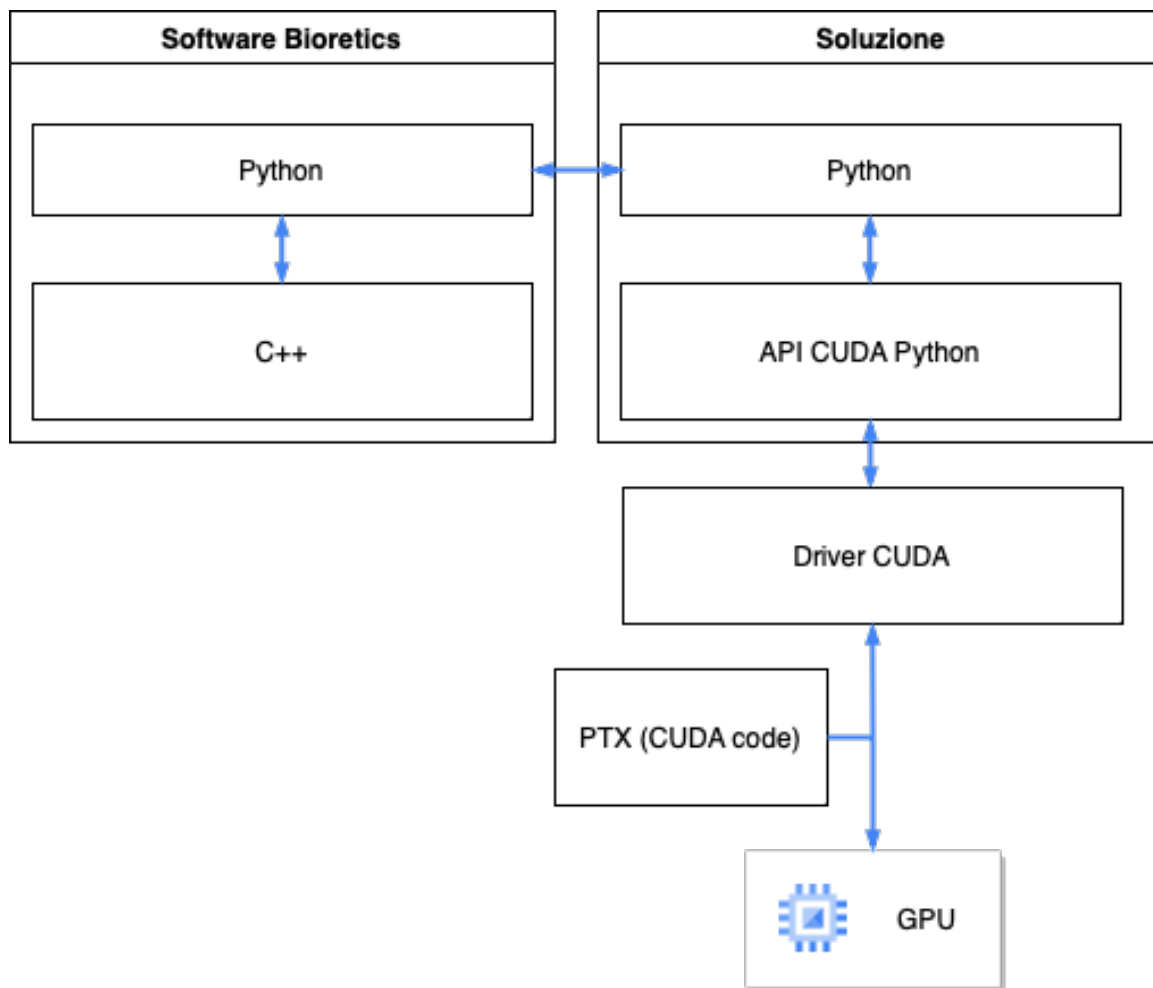 Software Bioretics
Soluzione
Python
Python
C++
API CUDA Python
Driver CUDA
PTX (CUDA code)
GPU